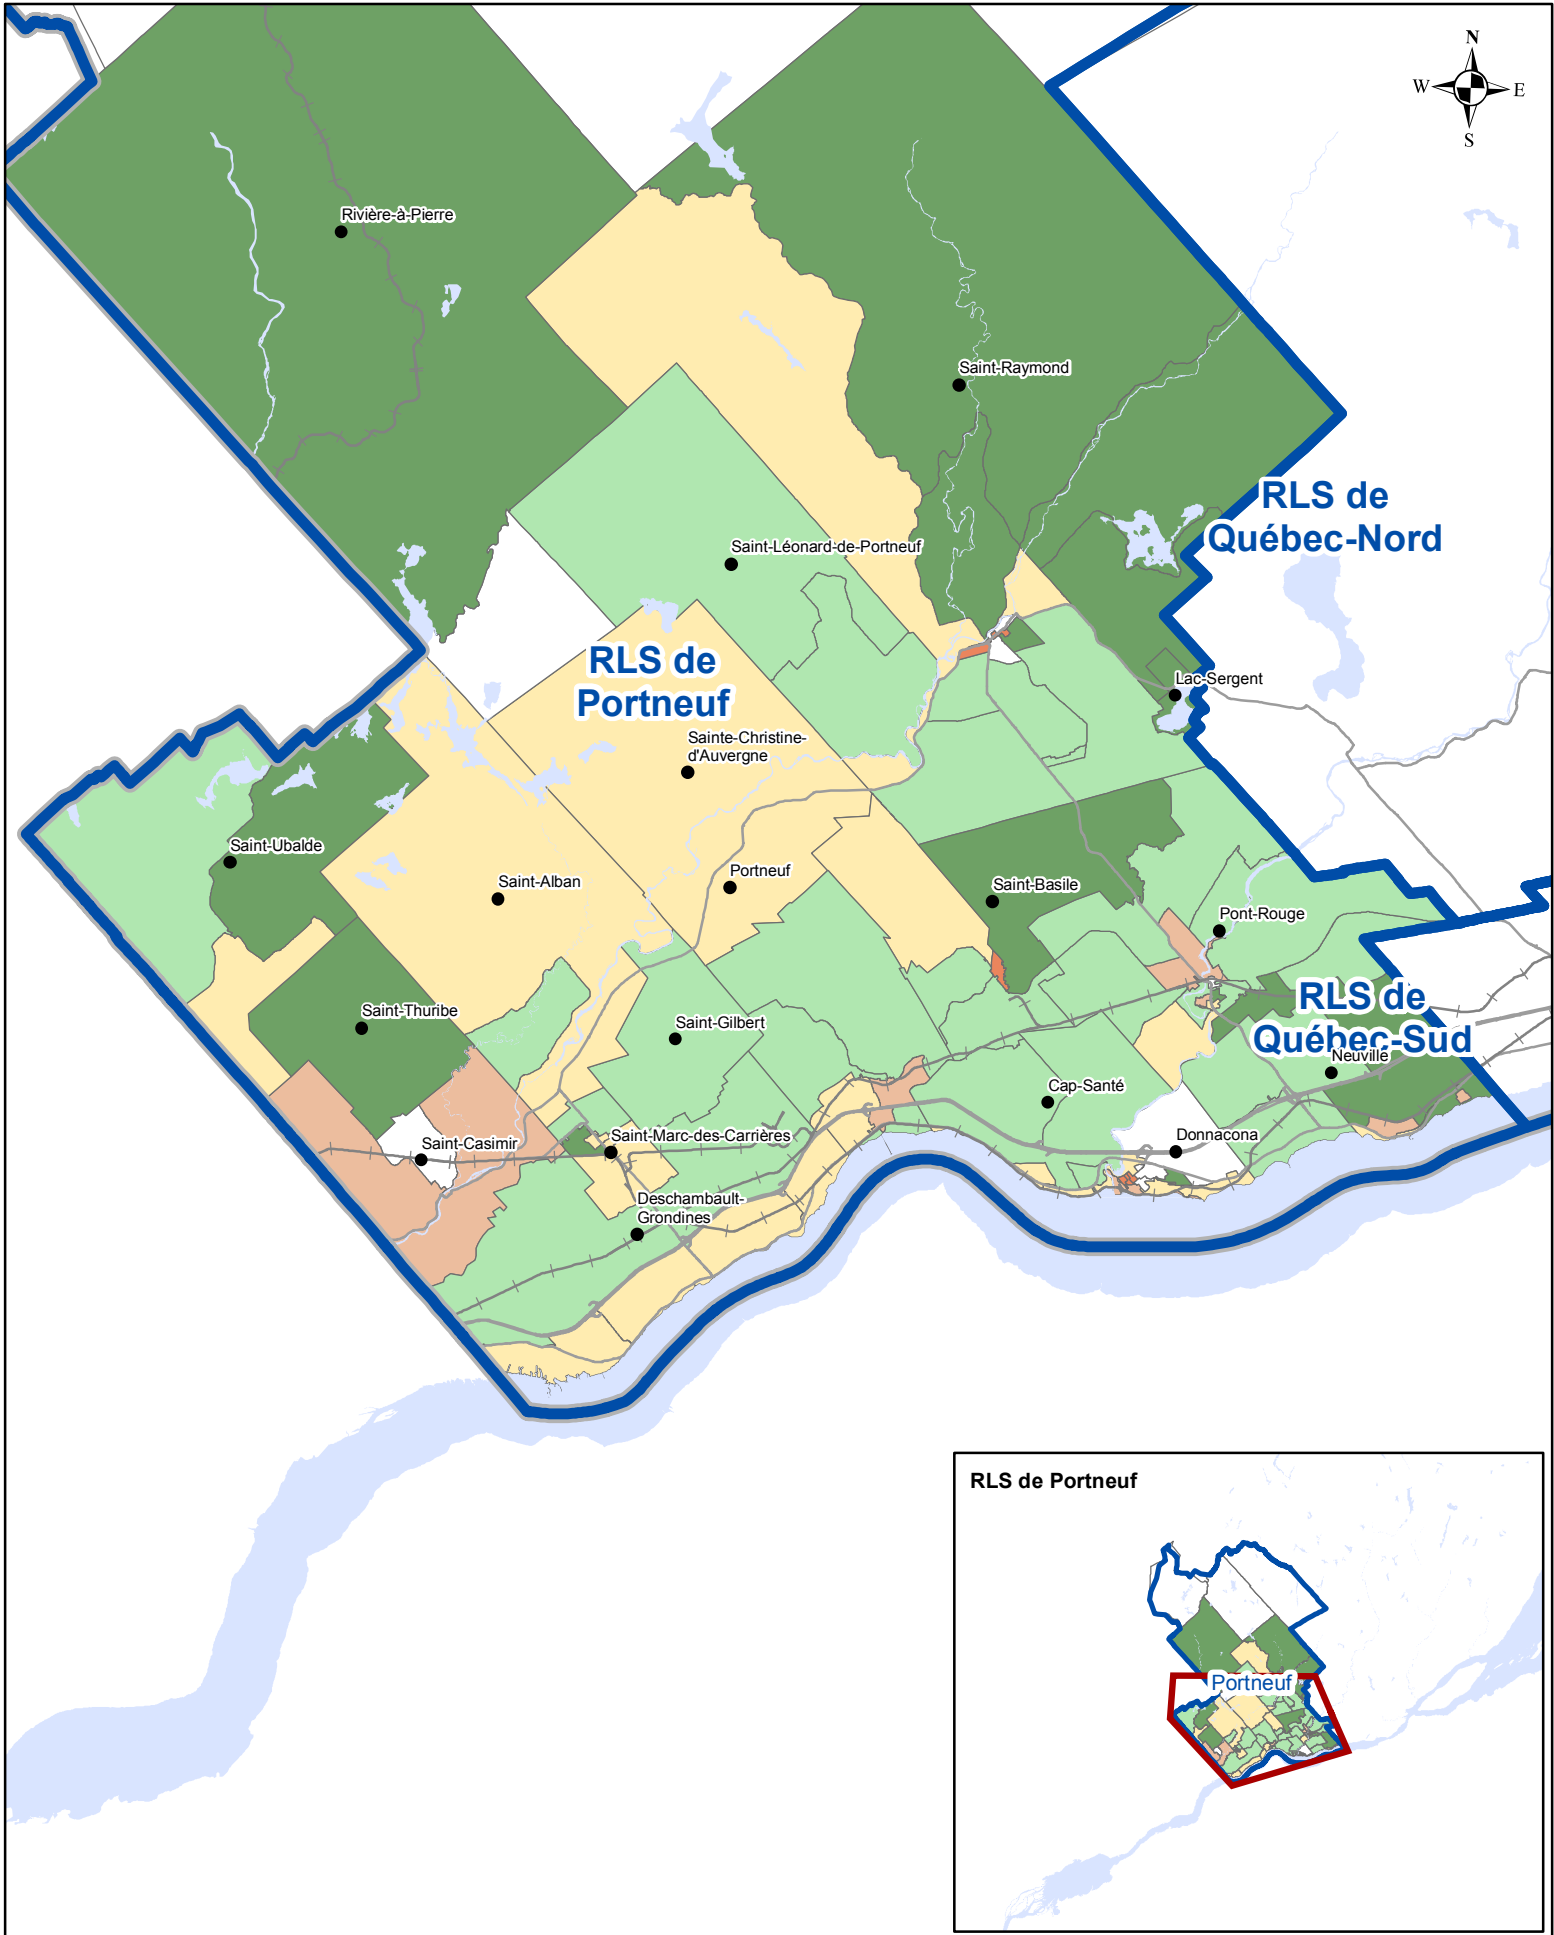 N
W
E
S
Rivière-à-Pierre
Saint-Raymond
RLS de
Québec-Nord
Saint-Léonard-de-Portneuf
RLS de
Portneuf
Lac-Sergent
Sainte-Christine-
d'Auvergne
Saint-Ubalde
Portneuf
Saint-Alban
Saint-Basile
Pont-Rouge
RLS de
Québec-Sud
Saint-Thuribe
Saint-Gilbert
Neuville
Cap-Santé
Saint-Casimir
Saint-Marc-des-Carrières
Donnacona
Deschambault-
Grondines
RLS de Portneuf
Portneuf